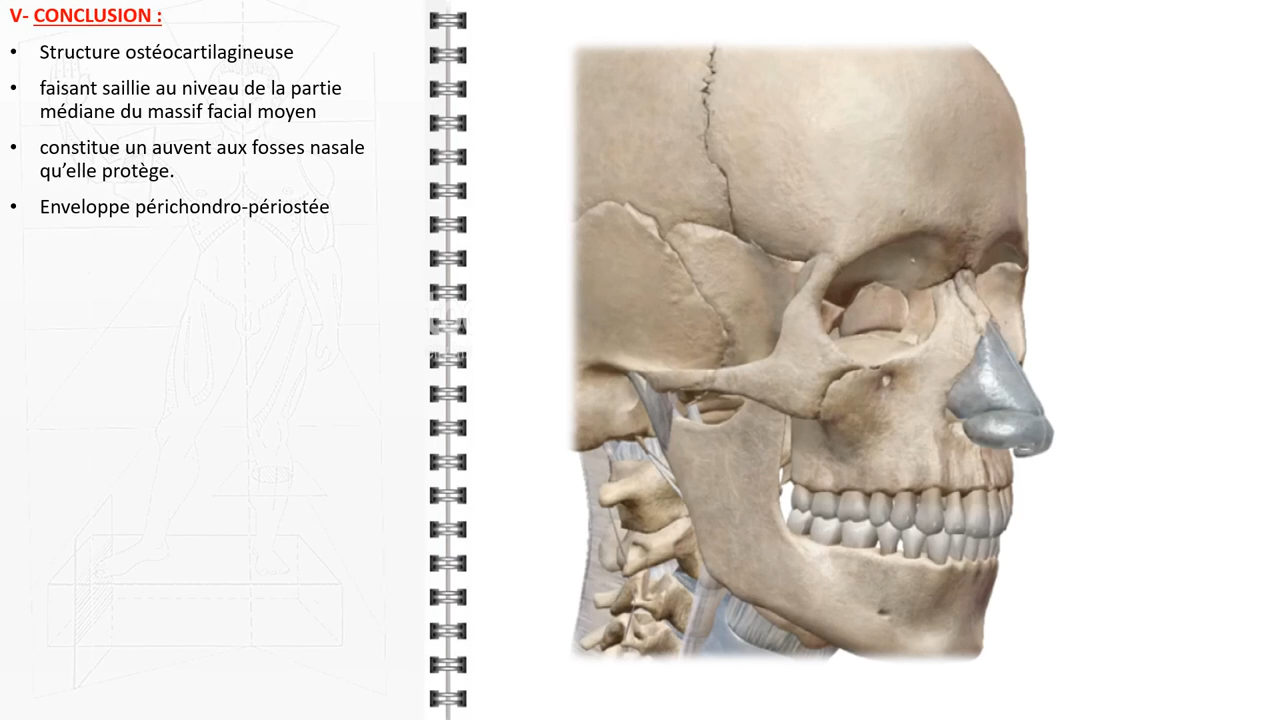 V- CONCLUSION :
• Structure ostéocartilagineuse
• faisant saillie au niveau de la partie
médiane du massif facial moyen
• constitue un auvent aux fosses nasale
qu’elle protège.
• Enveloppe périchondro-périostée